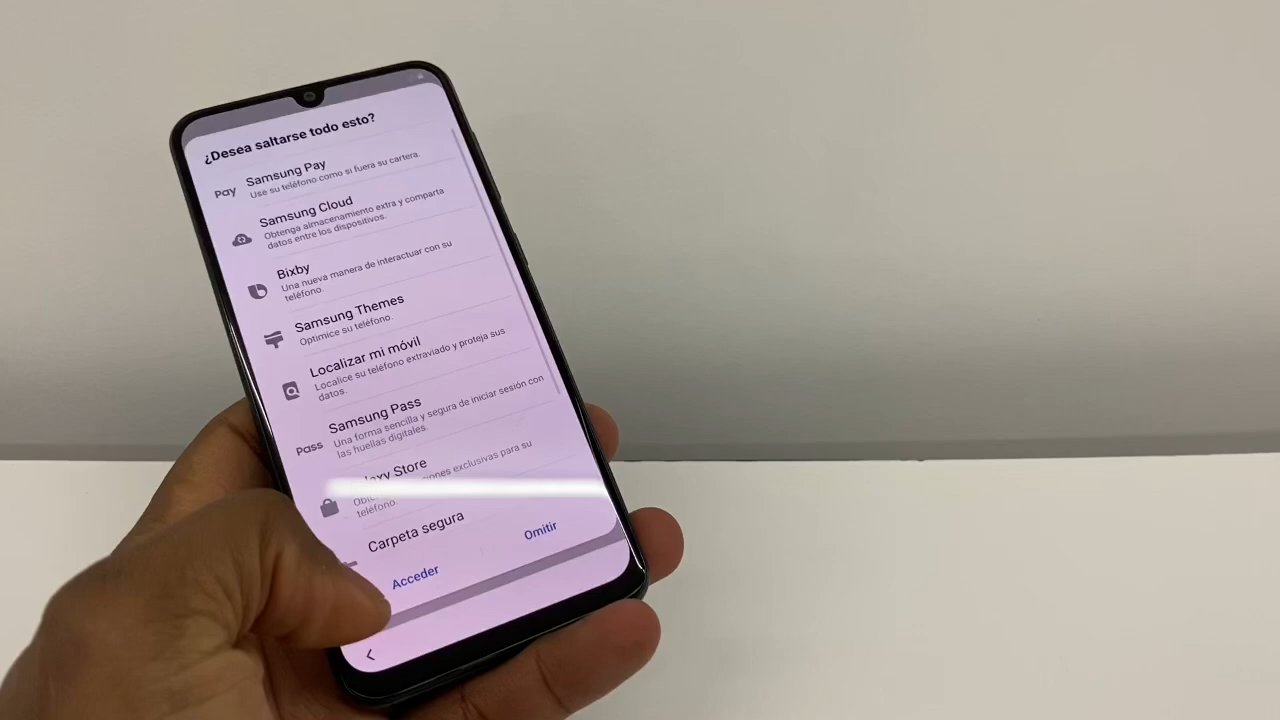 ¿Desea saltarse todo esto?
Pay
Samsung Pay
Use su teléfono como si fuera su cartera.
Samsung Cloud
Obtenga almacenamiento extra y comparta
datos entre los dispositivos.
Bixby
Una nueva manera de interactuar con su
teléfono.
Samsung Themes
Optimice su teléfono.
Localizar mi móvil
Localice su teléfono extraviado y proteja sus
datos.
Pass
Samsung Pass
Una forma sencilla y segura de iniciar sesión con
las huellas digitales.
Store
exclusivas para su
teléfono.
Carpeta segura
Acceder
Omitir